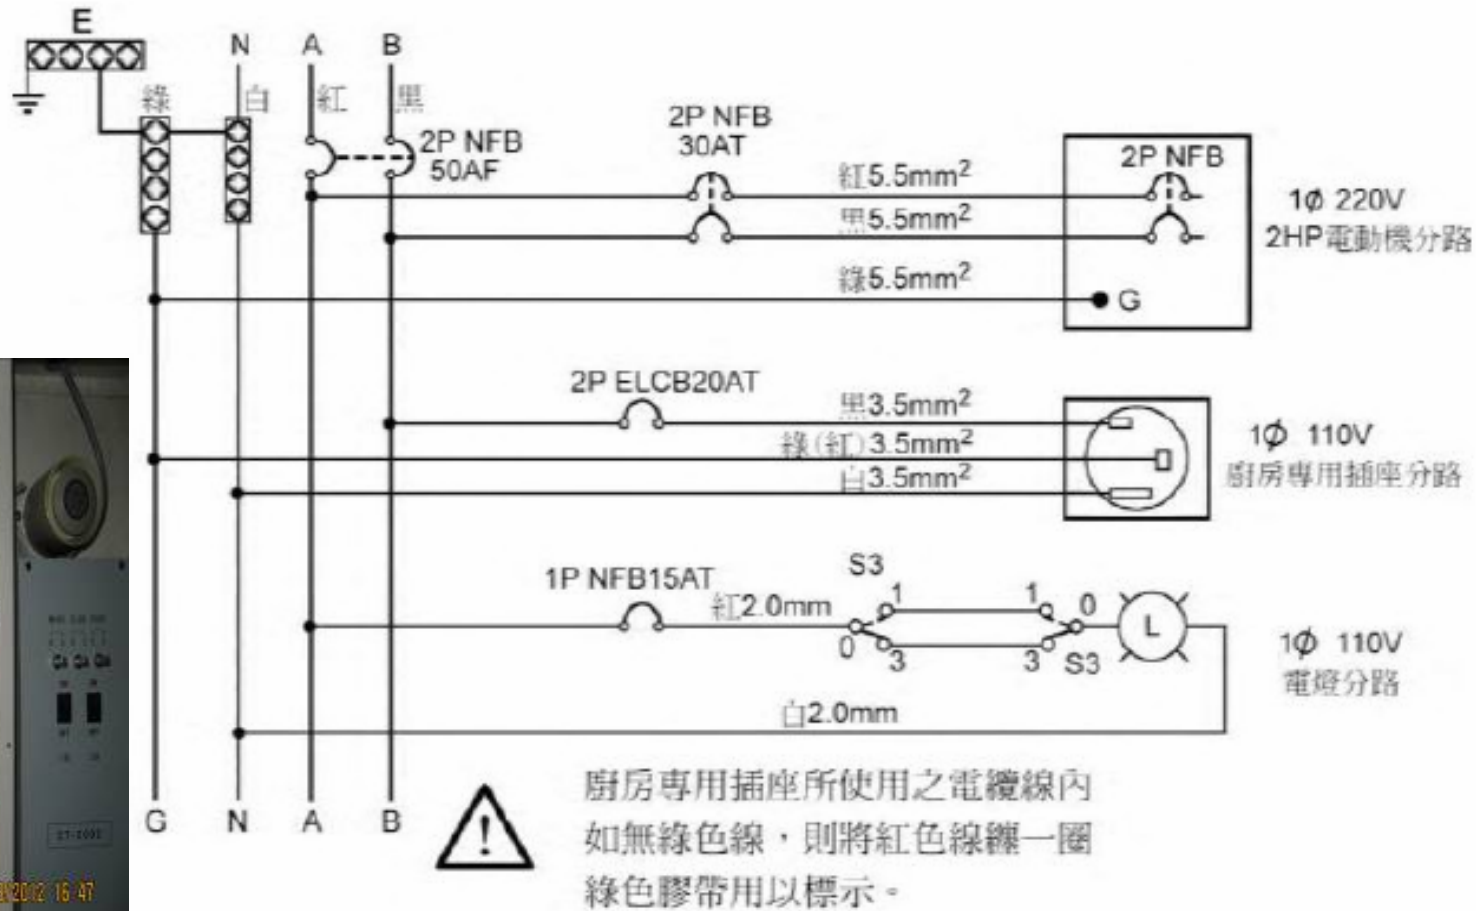 E
N A B
綠 白 紅 黑
2P NFB
50AF
2P NFB
30AT
紅5.5mm²
黑5.5mm²
綠5.5mm²
2P NFB
G
1φ 220V
2HP電動機分路
2P ELCB20AT
黑3.5mm²
綠(紅)3.5mm²
白3.5mm²
1φ 110V
廚房專用插座分路
1P NFB15AT
紅2.0mm
S3
1 1 0
0 3 3 S3
L
白2.0mm
1φ 110V
電燈分路
G N A B
!
廚房專用插座所使用之電纜線內
如無綠色線，則將紅色線纏一圈
綠色膠帶用以標示。
2012 16:47